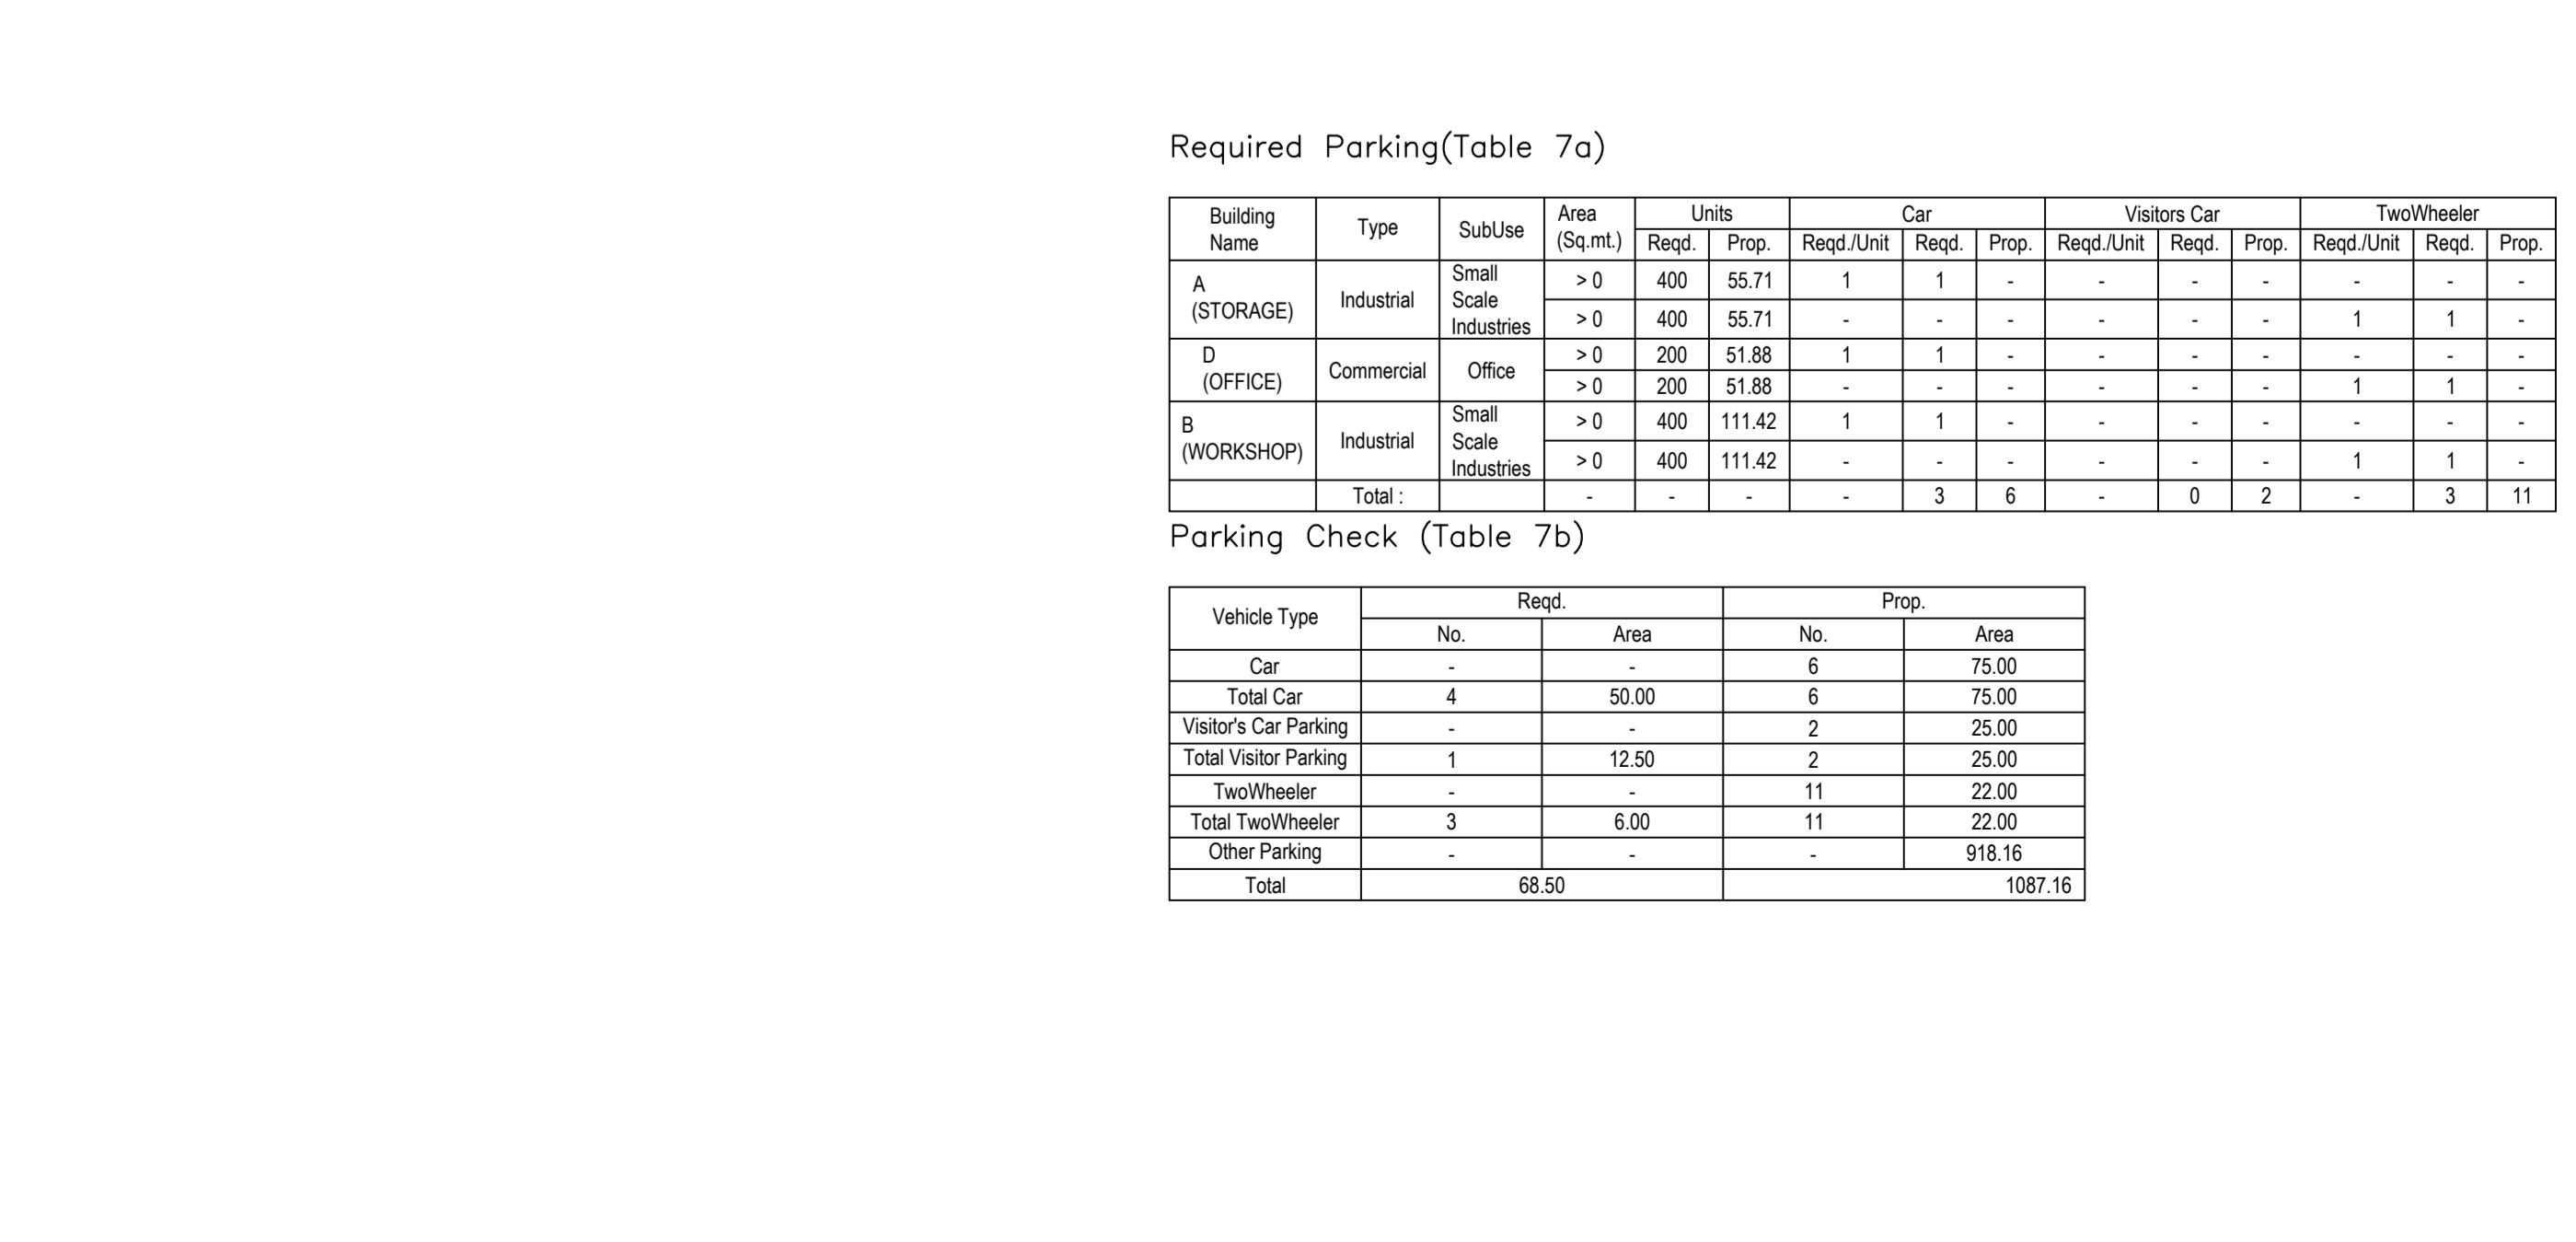 Required Parking(Table 7a)
Building Name | Type | SubUse | Area (Sq.mt.) | Units | Car | Visitors Car | TwoWheeler
Reqd. | Prop. | Reqd./Unit | Reqd. | Prop. | Reqd./Unit | Reqd. | Prop. | Reqd./Unit | Reqd. | Prop.
A (STORAGE) | Industrial | Small Scale Industries | > 0 | 400 | 55.71 | 1 | 1 | - | - | - | - | - | - | -
> 0 | 400 | 55.71 | - | - | - | - | - | - | 1 | 1 | -
D (OFFICE) | Commercial | Office | > 0 | 200 | 51.88 | 1 | 1 | - | - | - | - | - | - | -
> 0 | 200 | 51.88 | - | - | - | - | - | - | 1 | 1 | -
B (WORKSHOP) | Industrial | Small Scale Industries | > 0 | 400 | 111.42 | 1 | 1 | - | - | - | - | - | - | -
> 0 | 400 | 111.42 | - | - | - | - | - | - | 1 | 1 | -
Total : | - | - | - | - | 3 | 6 | - | 0 | 2 | - | 3 | 11
Parking Check (Table 7b)
Vehicle Type | Reqd. | Prop.
No. | Area | No. | Area
Car | - | - | 6 | 75.00
Total Car | 4 | 50.00 | 6 | 75.00
Visitor's Car Parking | - | - | 2 | 25.00
Total Visitor Parking | 1 | 12.50 | 2 | 25.00
TwoWheeler | - | - | 11 | 22.00
Total TwoWheeler | 3 | 6.00 | 11 | 22.00
Other Parking | - | - | - | 918.16
Total | 68.50 | 1087.16